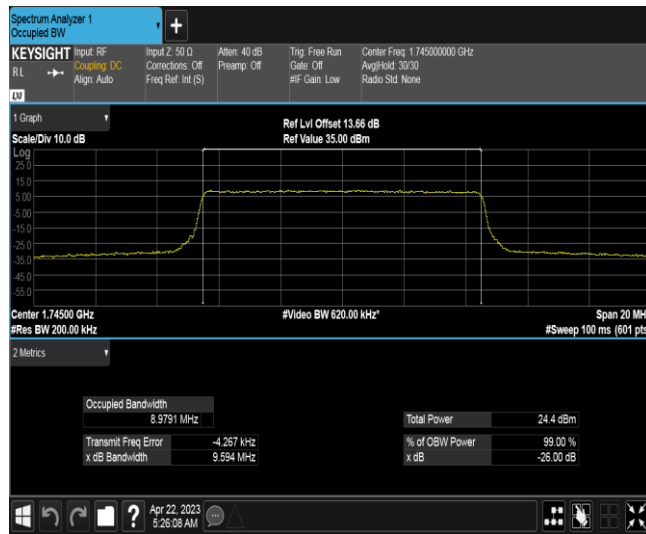 Spectrum Analyzer 1
Occupied BW
+
KEYSIGHT
RL
LXI
Input: RF
Coupling: DC
Align: Auto
Input Z: 50 Ω
Corrections: Off
Freq Ref: Int (S)
Atten: 40 dB
Preamp: Off
Trig: Free Run
Gate: Off
#IF Gain: Low
Center Freq: 1.745000000 GHz
Avg|Hold: 30/30
Radio Std: None
1 Graph
Scale/Div 10.0 dB
Ref Lvl Offset 13.66 dB
Ref Value 35.00 dBm
Log
25.0
15.0
5.00
-5.00
-15.0
-25.0
-35.0
-45.0
-55.0
Center 1.74500 GHz
#Res BW 200.00 kHz
#Video BW 620.00 kHz*
Span 20 MH
#Sweep 100 ms (601 pts
2 Metrics
Occupied Bandwidth
8.9791 MHz
Transmit Freq Error -4.267 kHz
x dB Bandwidth 9.594 MHz
Total Power 24.4 dBm
% of OBW Power 99.00 %
x dB -26.00 dB
?
Apr 22, 2023
5:26:08 AM